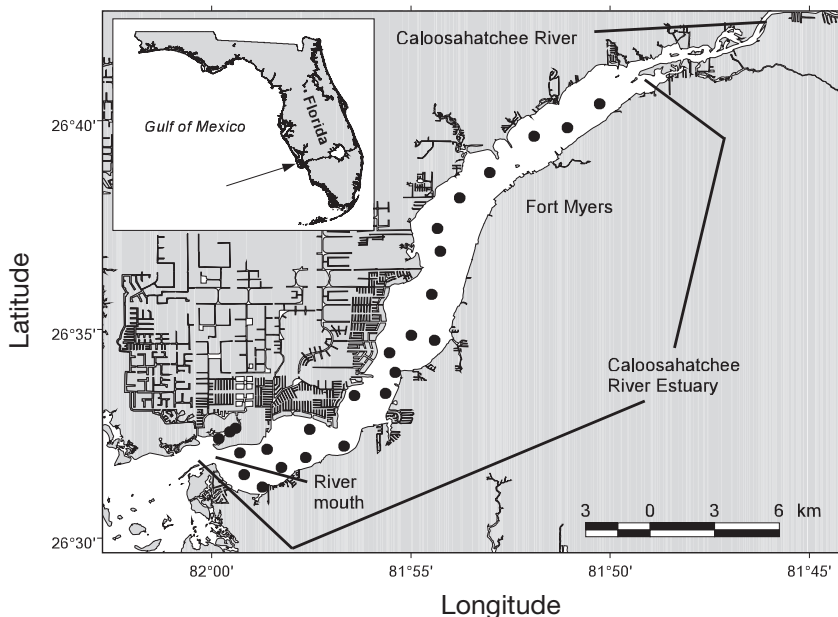 Caloosahatchee River
Florida
Gulf of Mexico
26°40'
Fort Myers
Latitude
26°35'
Caloosahatchee
River Estuary
River
mouth
3 0 3 6 km
26°30'
82°00' 81°55' 81°50' 81°45'
Longitude